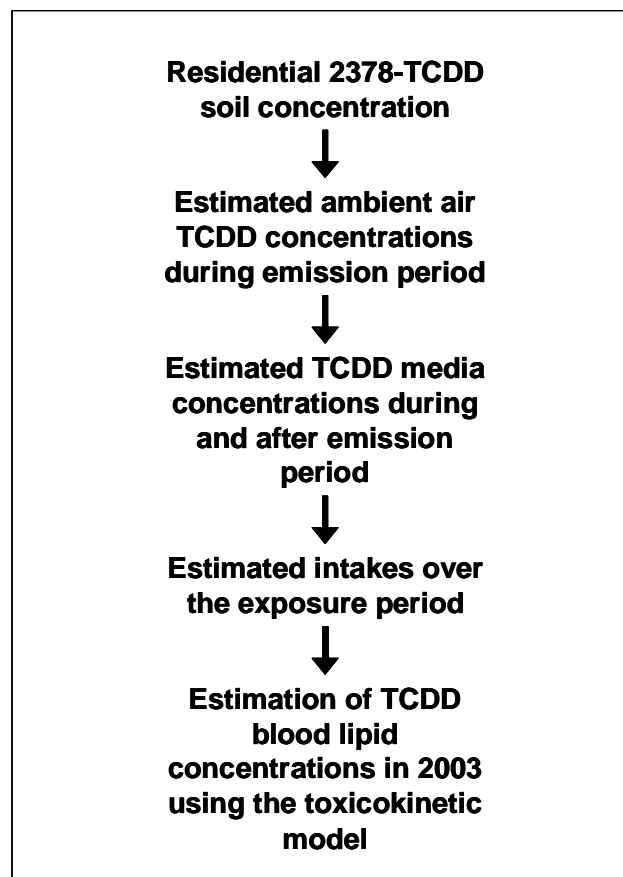 Residential 2378-TCDD
soil concentration
Estimated ambient air
TCDD concentrations
during emission period
Estimated TCDD media
concentrations during
and after emission
period
Estimated intakes over
the exposure period
Estimation of TCDD
blood lipid
concentrations in 2003
using the toxicokinetic
model